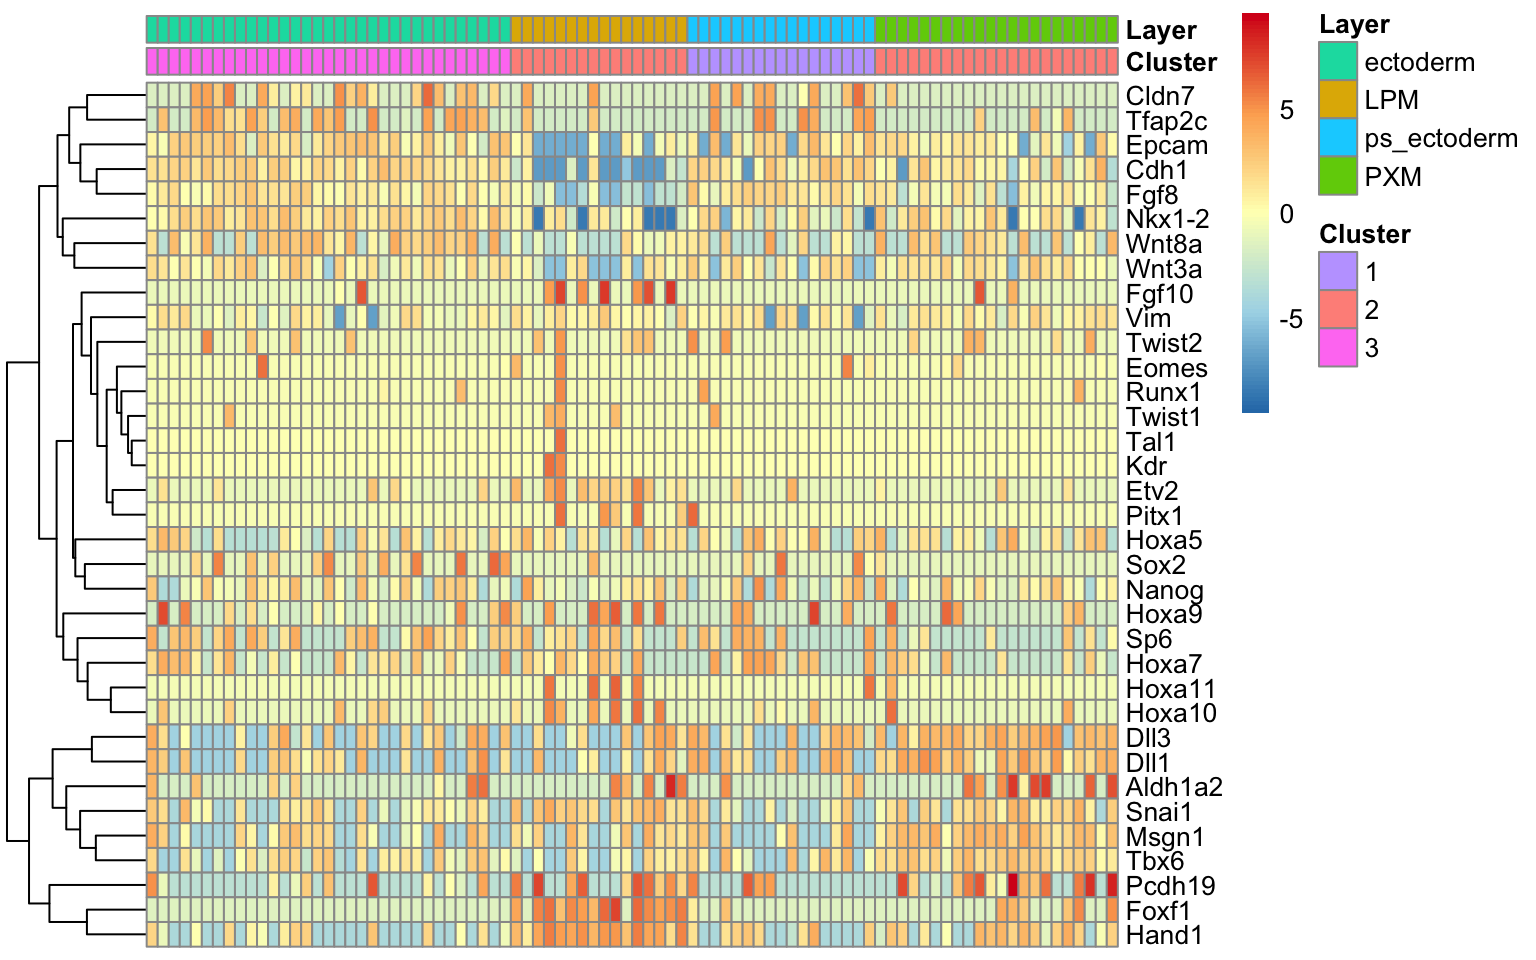 Layer
Cluster
Cldn7
Tfap2c
Epcam
Cdh1
Fgf8
Nkx1-2
Wnt8a
Wnt3a
Fgf10
Vim
Twist2
Eomes
Runx1
Twist1
Tal1
Kdr
Etv2
Pitx1
Hoxa5
Sox2
Nanog
Hoxa9
Sp6
Hoxa7
Hoxa11
Hoxa10
Dll3
Dll1
Aldh1a2
Snai1
Msgn1
Tbx6
Pcdh19
Foxf1
Hand1
5
0
-5
Layer
ectoderm
LPM
ps_ectoderm
PXM
Cluster
1
2
3